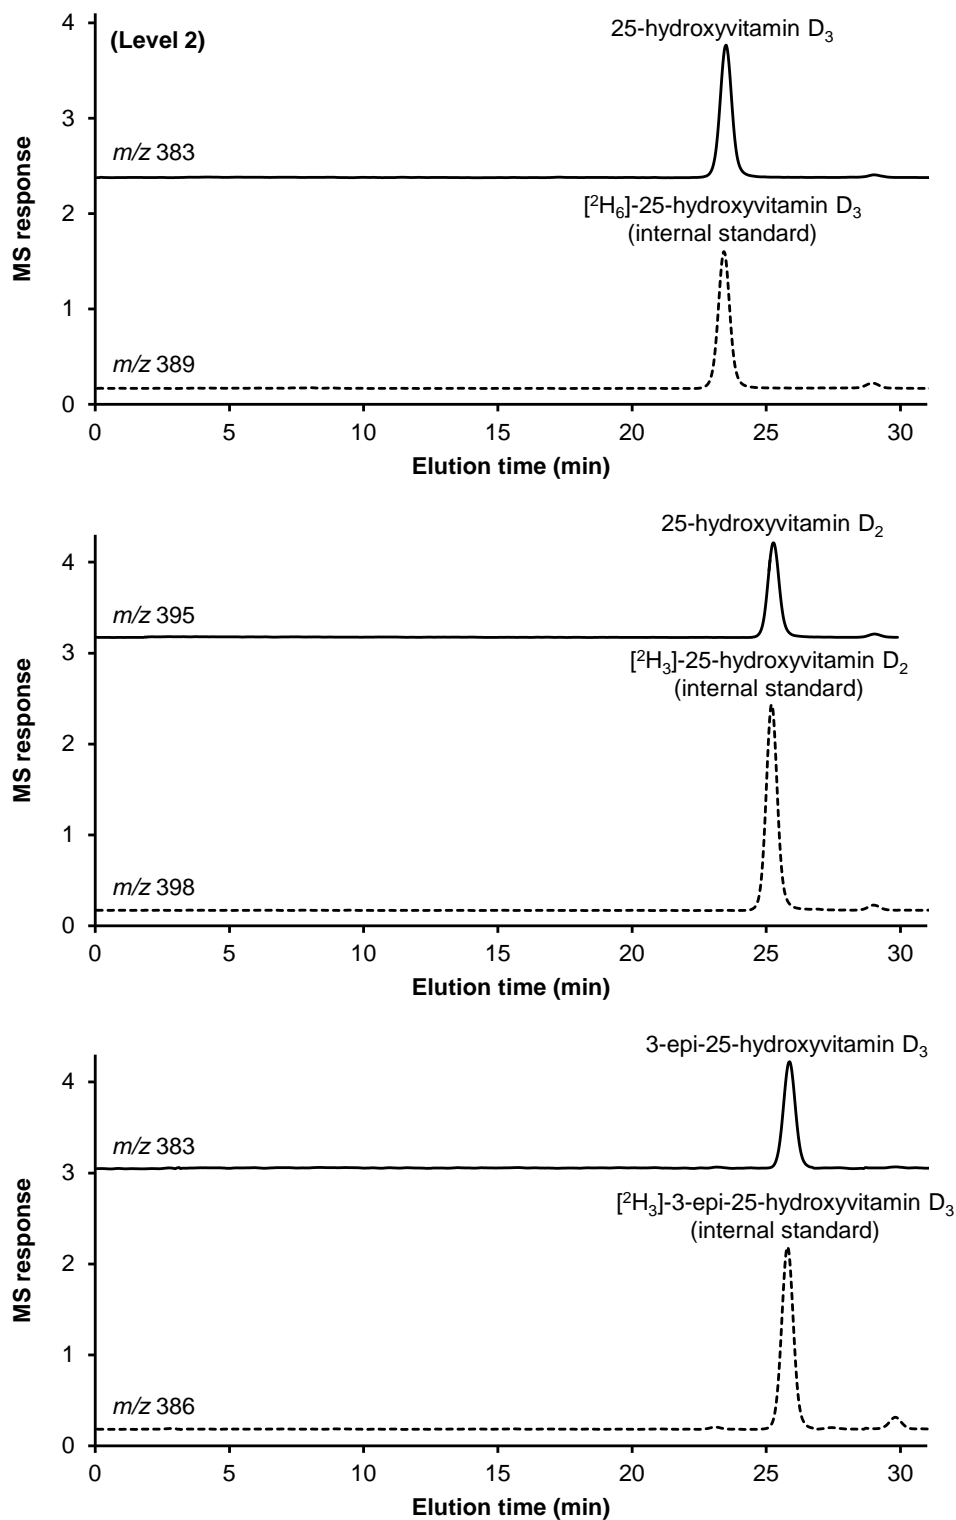 (Level 2)
25-hydroxyvitamin D₃
m/z 383
[²H₆]-25-hydroxyvitamin D₃
(internal standard)
m/z 389
MS response
4
3
2
1
0
0 5 10 15 20 25 30
Elution time (min)
25-hydroxyvitamin D₂
m/z 395
[²H₃]-25-hydroxyvitamin D₂
(internal standard)
m/z 398
MS response
4
3
2
1
0
0 5 10 15 20 25 30
Elution time (min)
3-epi-25-hydroxyvitamin D₃
m/z 383
[²H₃]-3-epi-25-hydroxyvitamin D₃
(internal standard)
m/z 386
MS response
4
3
2
1
0
0 5 10 15 20 25 30
Elution time (min)